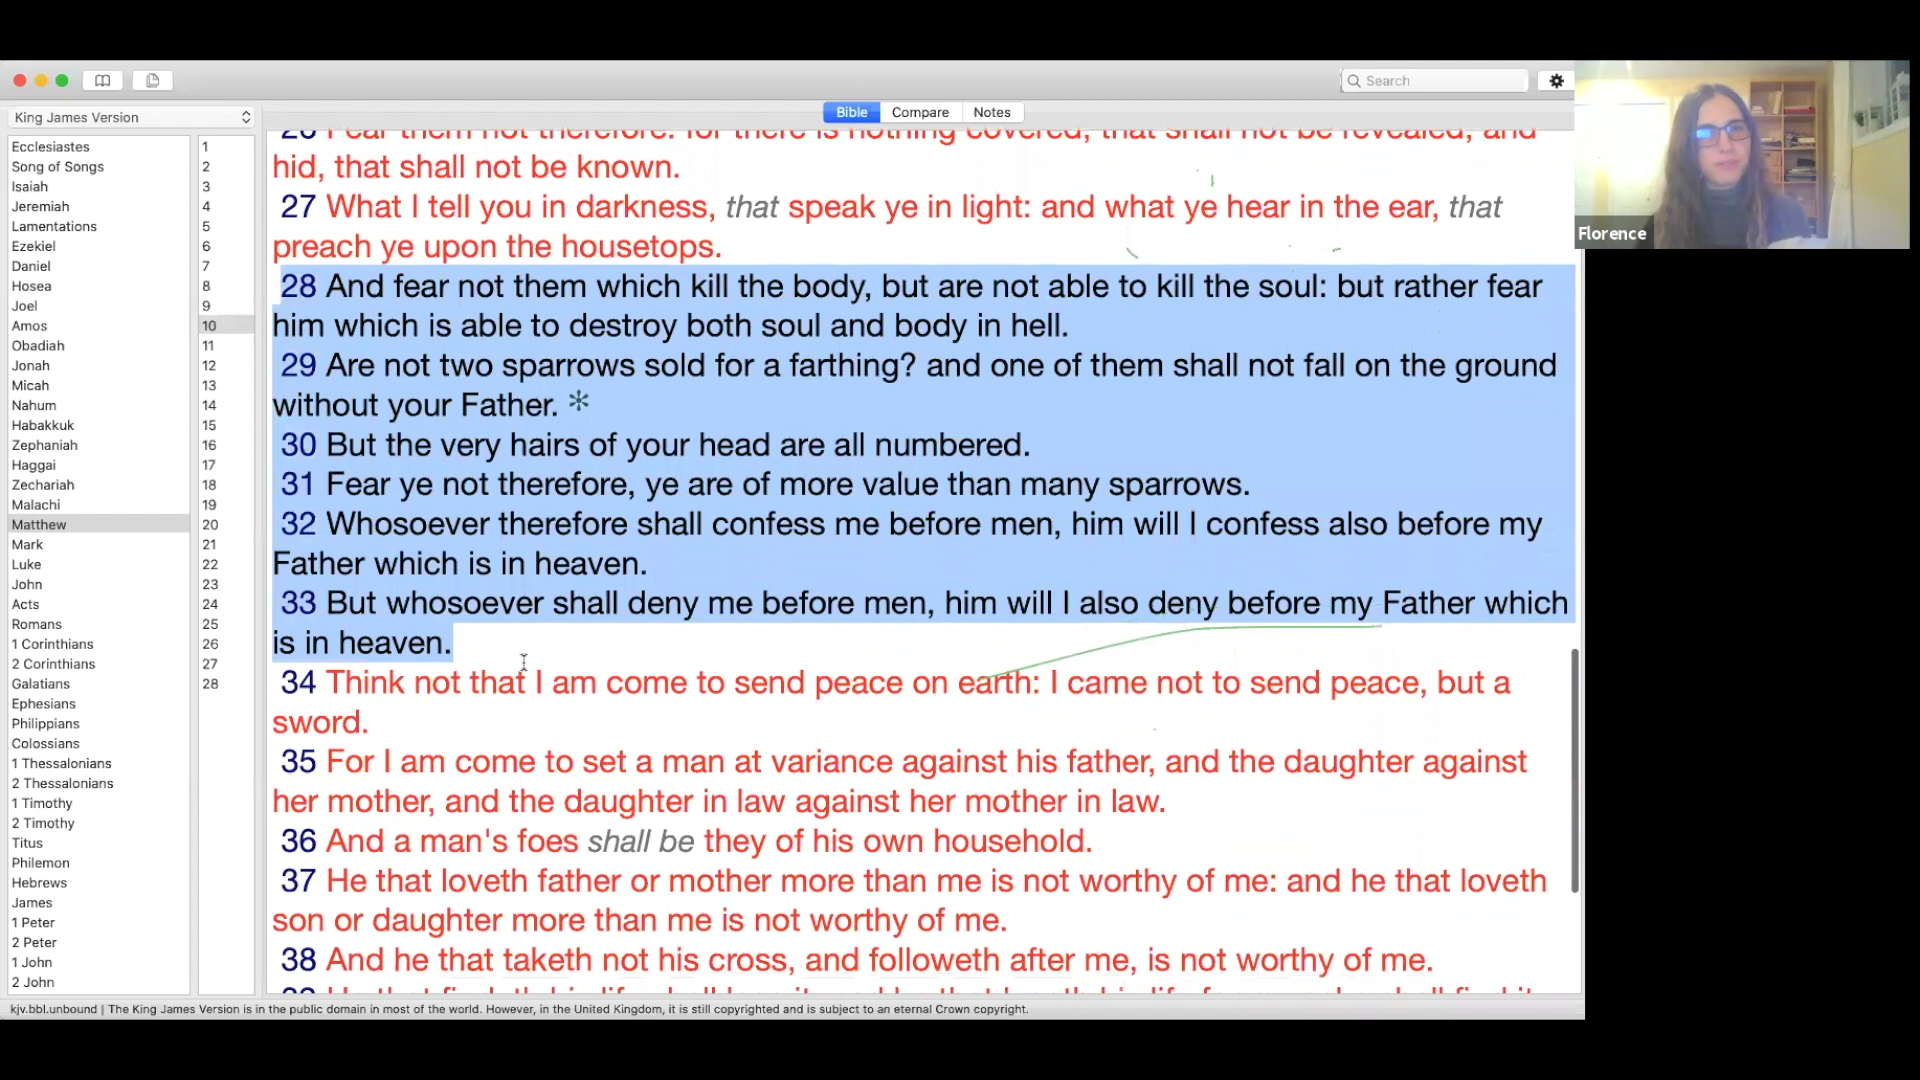 Search
King James Version
Bible
Compare
Notes
Ecclesiastes
Song of Songs
Isaiah
Jeremiah
Lamentations
Ezekiel
Daniel
Hosea
Joel
Amos
Obadiah
Jonah
Micah
Nahum
Habakkuk
Zephaniah
Haggai
Zechariah
Malachi
Matthew
Mark
Luke
John
Acts
Romans
1 Corinthians
2 Corinthians
Galatians
Ephesians
Philippians
Colossians
1 Thessalonians
2 Thessalonians
1 Timothy
2 Timothy
Titus
Philemon
Hebrews
James
1 Peter
2 Peter
1 John
2 John
1
2
3
4
5
6
7
8
9
10
11
12
13
14
15
16
17
18
19
20
21
22
23
24
25
26
27
28
26 Fear them not therefore: for there is nothing covered, that shall not be revealed; and
hid, that shall not be known.
27 What I tell you in darkness, that speak ye in light: and what ye hear in the ear, that
preach ye upon the housetops.
28 And fear not them which kill the body, but are not able to kill the soul: but rather fear
him which is able to destroy both soul and body in hell.
29 Are not two sparrows sold for a farthing? and one of them shall not fall on the ground
without your Father. *
30 But the very hairs of your head are all numbered.
31 Fear ye not therefore, ye are of more value than many sparrows.
32 Whosoever therefore shall confess me before men, him will I confess also before my
Father which is in heaven.
33 But whosoever shall deny me before men, him will I also deny before my Father which
is in heaven.
34 Think not that I am come to send peace on earth: I came not to send peace, but a
sword.
35 For I am come to set a man at variance against his father, and the daughter against
her mother, and the daughter in law against her mother in law.
36 And a man's foes shall be they of his own household.
37 He that loveth father or mother more than me is not worthy of me: and he that loveth
son or daughter more than me is not worthy of me.
38 And he that taketh not his cross, and followeth after me, is not worthy of me.
kjv.bbl.unbound | The King James Version is in the public domain in most of the world. However, in the United Kingdom, it is still copyrighted and is subject to an eternal Crown copyright.
Florence